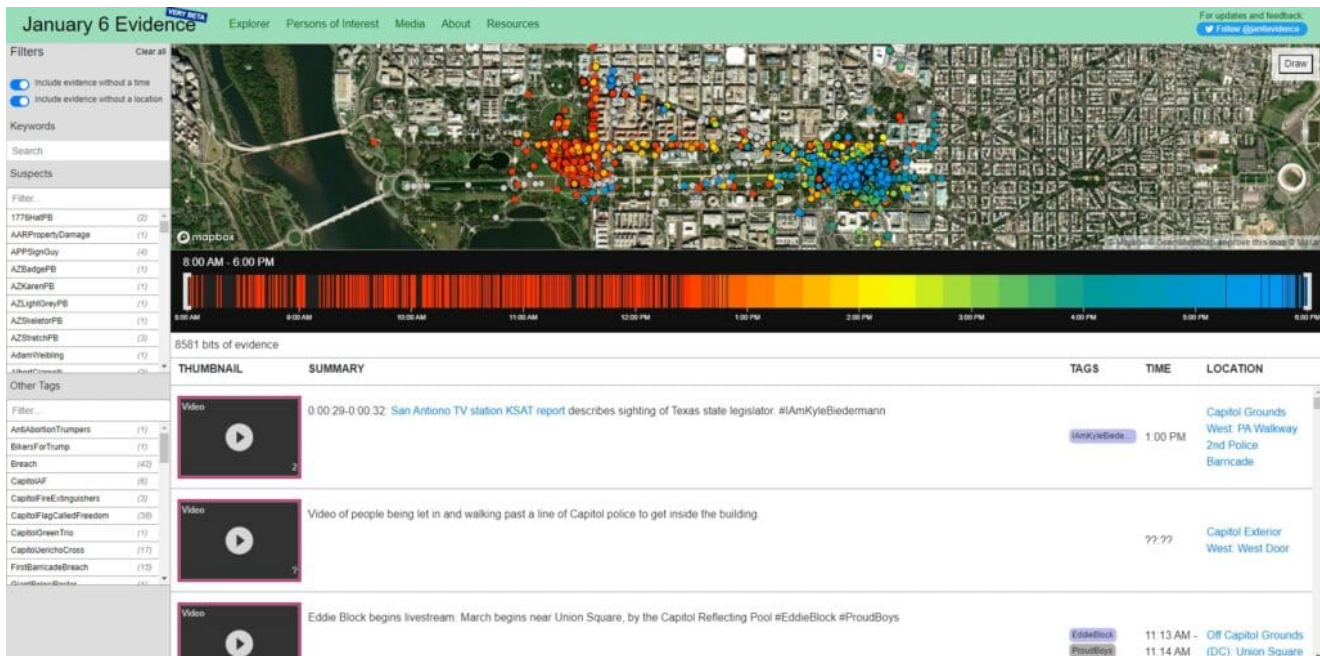 January 6 Evidence
VERY BETA
Explorer Persons of Interest Media About Resources
For updates and feedback:
Follow @jan6evidence
Filters Clear all
Include evidence without a time
Include evidence without a location
Keywords
Search
Suspects
Filter...
1776HatPB (2)
AARPropertyDamage (1)
APPSignGuy (4)
AZBadgePB (1)
AZKarenPB (1)
AZLightGreyPB (1)
AZSkeletorPB (1)
AZStretchPB (3)
AdamWeibling (1)
Other Tags
Filter...
AntiAbortionTrumpers (1)
BikersForTrump (1)
Breach (42)
CapitolAF (6)
CapitolFireExtinguishers (3)
CapitolFlagCalledFreedom (38)
CapitolGreenTrio (1)
CapitolJerichoCross (17)
FirstBarricadeBreach (15)
Draw
mapbox
improve this map
8:00 AM - 6:00 PM
8:00 AM 9:00 AM 10:00 AM 11:00 AM 12:00 PM 1:00 PM 2:00 PM 3:00 PM 4:00 PM 5:00 PM 6:00 PM
8581 bits of evidence
THUMBNAIL SUMMARY TAGS TIME LOCATION
Video
2
0:00:29-0:00:32: San Antiono TV station KSAT report describes sighting of Texas state legislator. #IAmKyleBiedermann
IAmKyleBiede...
1:00 PM
Capitol Grounds
West: PA Walkway
2nd Police
Barricade
Video
?
Video of people being let in and walking past a line of Capitol police to get inside the building.
??:??
Capitol Exterior
West: West Door
Video
Eddie Block begins livestream. March begins near Union Square, by the Capitol Reflecting Pool #EddieBlock #ProudBoys
EddieBlock
ProudBoys
11:13 AM -
11:14 AM
Off Capitol Grounds
(DC): Union Square